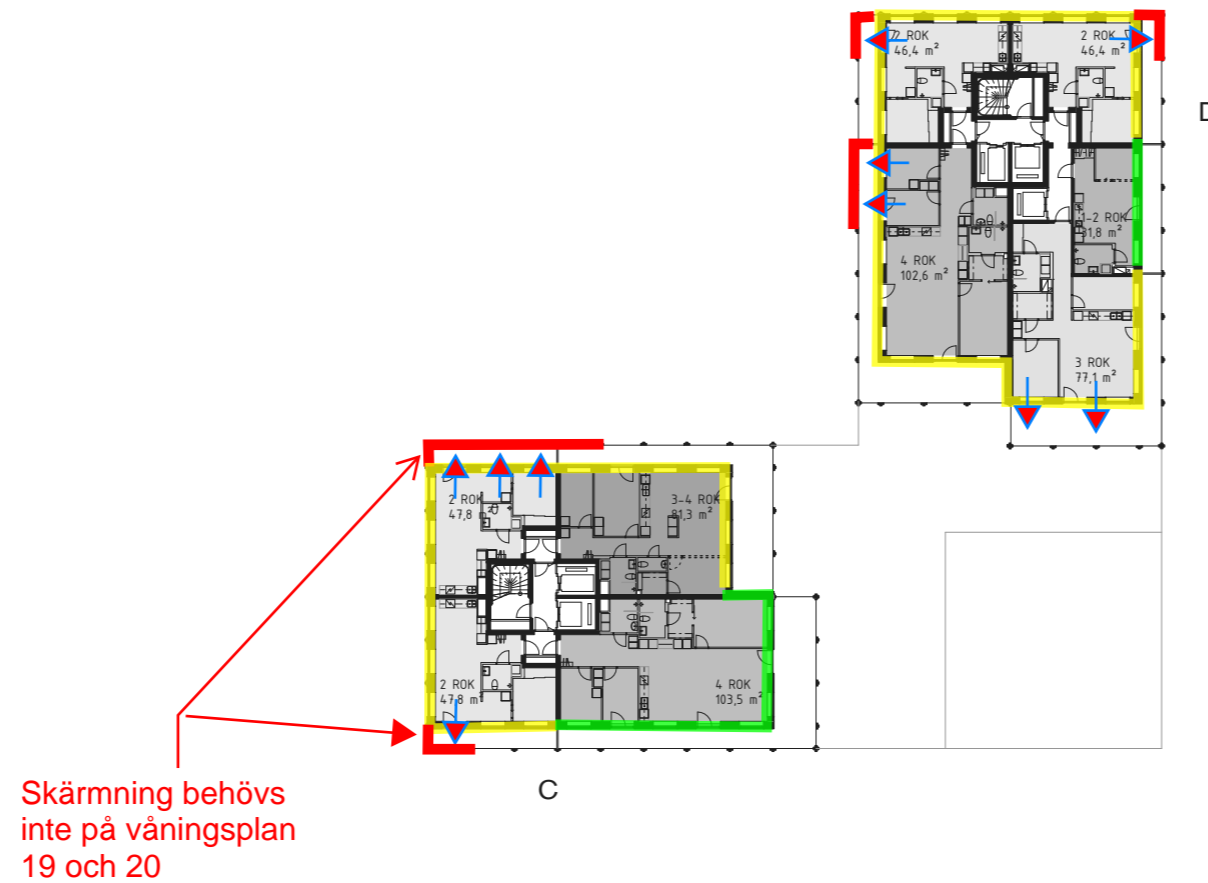 2 ROK
46,4 m²
2 ROK
46,4 m²
D
1-2 ROK
31,8 m²
4 ROK
102,6 m²
3 ROK
77,1 m²
2 ROK
47,8 m²
3-4 ROK
81,3 m²
2 ROK
47,8 m²
4 ROK
103,5 m²
C
Skärmning behövs
inte på våningsplan
19 och 20